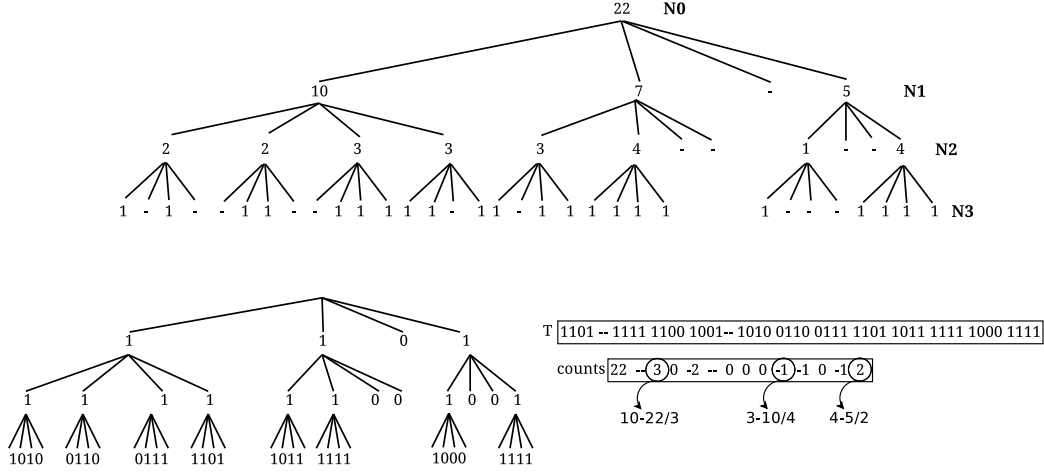 22 N0
10 7 - 5 N1
2 2 3 3 3 4 - - 1 - - 4 N2
1 - 1 - - 1 1 - - 1 1 1 1 1 - 1 1 - 1 1 1 1 1 1 1 - - - 1 1 1 1 N3
1 1 0 1
1 1 1 1 1 1 0 0 1 0 0 1
1010 0110 0111 1101 1011 1111 1000 1111
T 1101 -- 1111 1100 1001-- 1010 0110 0111 1101 1011 1111 1000 1111
counts 22 -- 3 0 -2 -- 0 0 0 -1 -1 0 -1 2
10-22/3 3-10/4 4-5/2